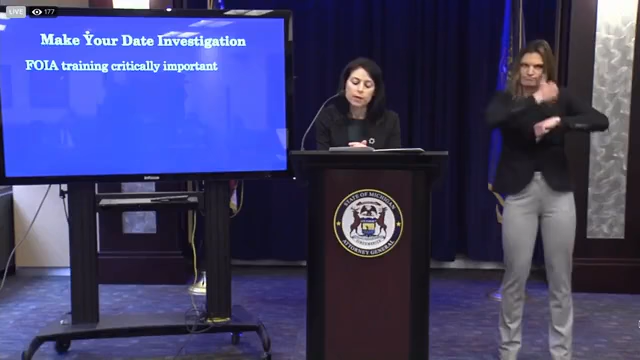 LIVE 177
Make Your Date Investigation
FOIA training critically important
STATE OF MICHIGAN
ATTORNEY GENERAL